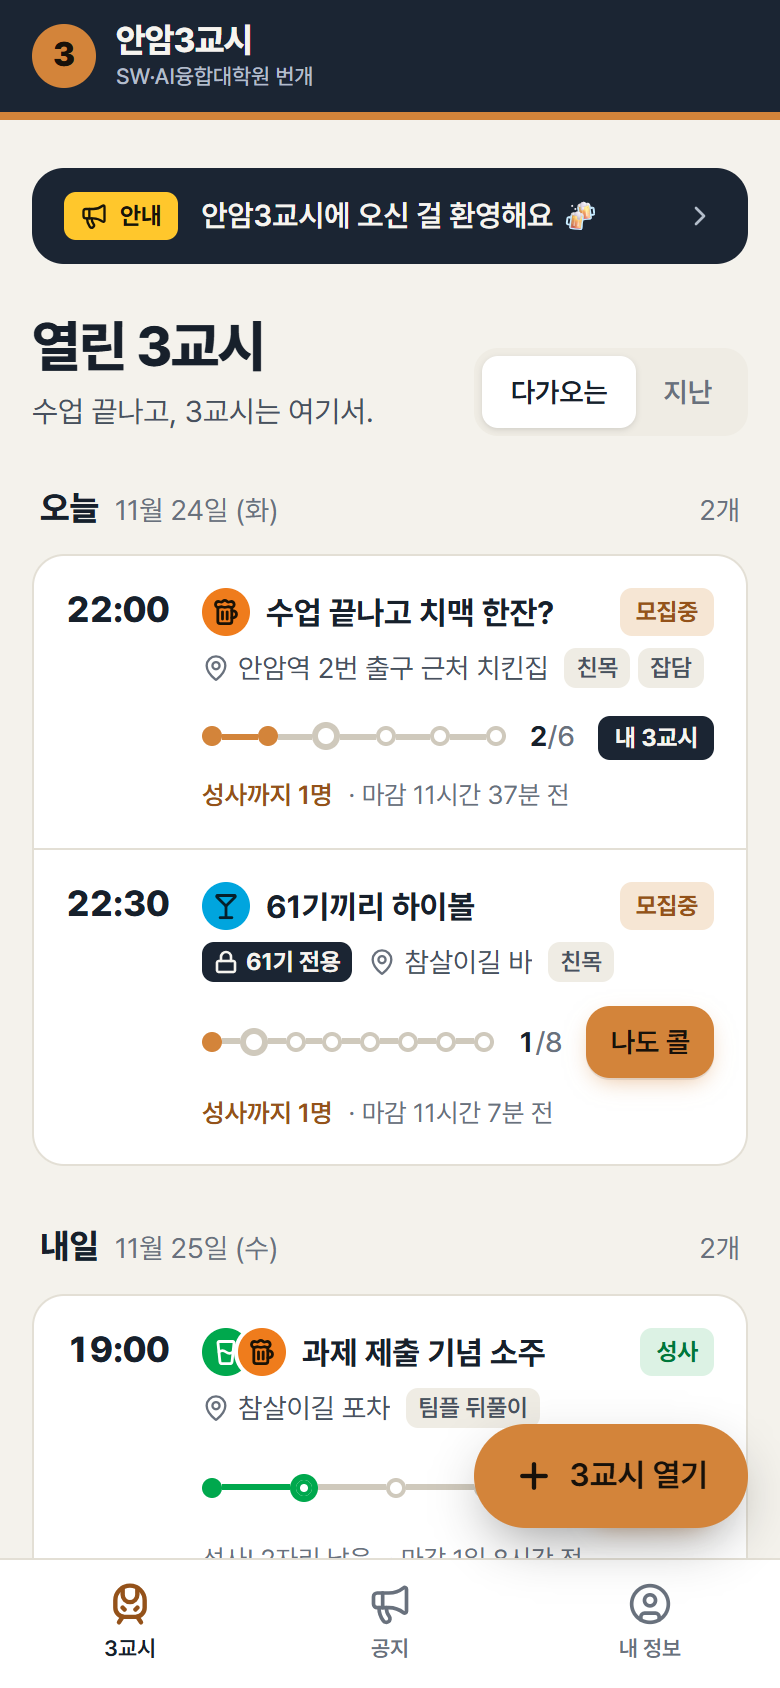 3
안암3교시
SW·AI융합대학원 번개
안내 안암3교시에 오신 걸 환영해요 🍻
열린 3교시
수업 끝나고, 3교시는 여기서.
다가오는 지난
오늘 11월 24일 (화) 2개
22:00 수업 끝나고 치맥 한잔? 모집중
안암역 2번 출구 근처 치킨집 친목 잡담
2/6 내 3교시
성사까지 1명 · 마감 11시간 37분 전
22:30 61기끼리 하이볼 모집중
61기 전용 참살이길 바 친목
1/8 나도 콜
성사까지 1명 · 마감 11시간 7분 전
내일 11월 25일 (수) 2개
19:00 과제 제출 기념 소주 성사
참살이길 포차 팀플 뒤풀이
3교시 열기
3교시 공지 내 정보